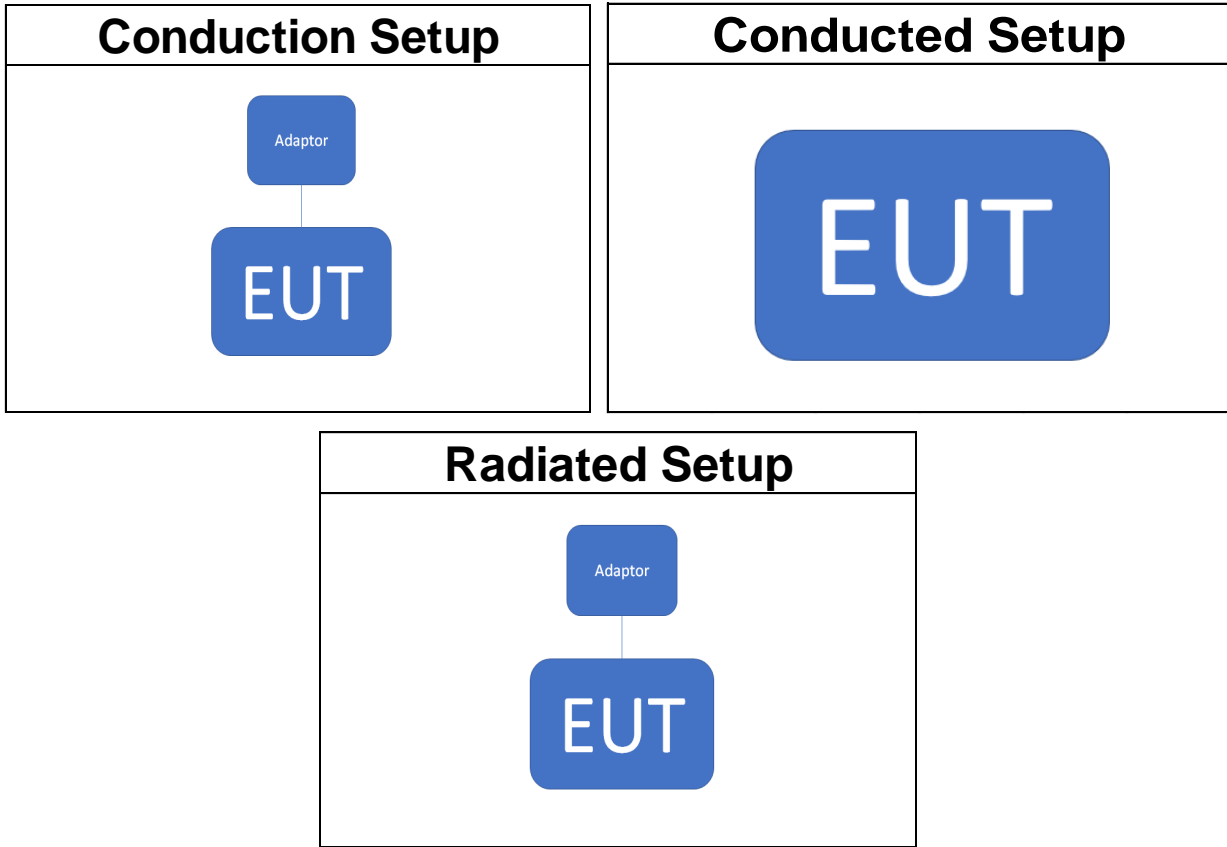 Conduction Setup
Adaptor
EUT
Conducted Setup
EUT
Radiated Setup
Adaptor
EUT